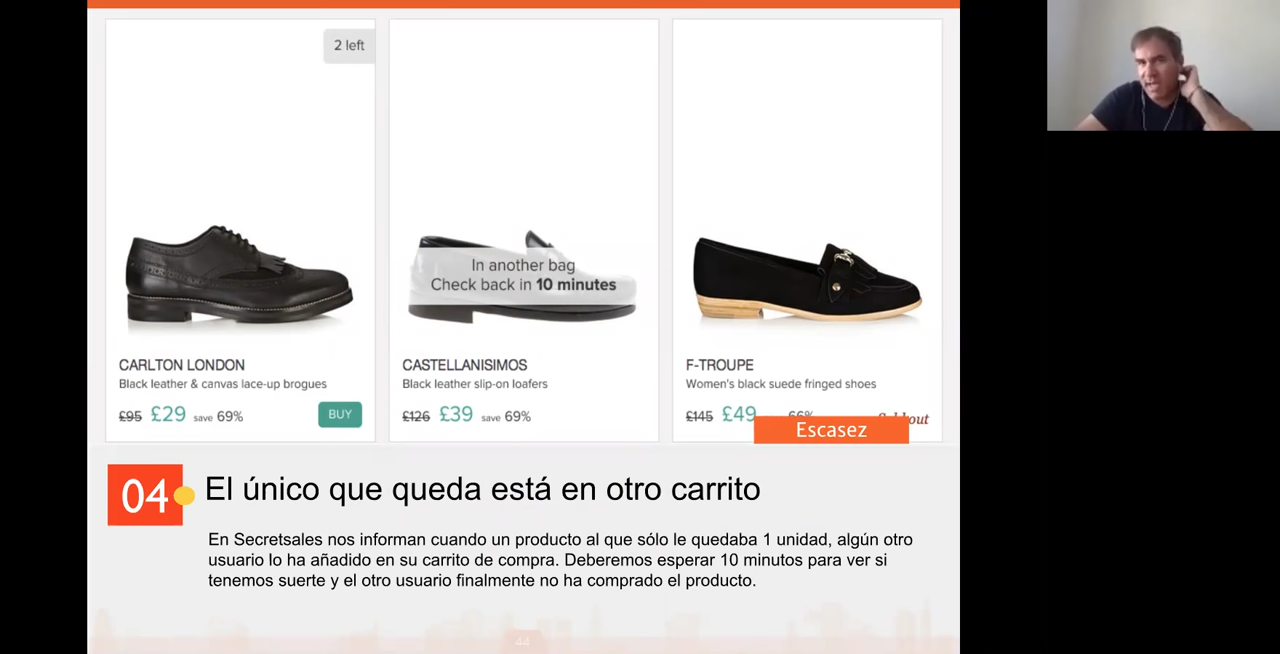 2 left
In another bag
Check back in 10 minutes
CARLTON LONDON
Black leather & canvas lace-up brogues
£95 £29 save 69%
BUY
CASTELLANISIMOS
Black leather slip-on loafers
£126 £39 save 69%
F-TROUPE
Women's black suede fringed shoes
£145 £49 66%
out
Escasez
04
El único que queda está en otro carrito
En Secretsales nos informan cuando un producto al que sólo le quedaba 1 unidad, algún otro
usuario lo ha añadido en su carrito de compra. Deberemos esperar 10 minutos para ver si
tenemos suerte y el otro usuario finalmente no ha comprado el producto.
44